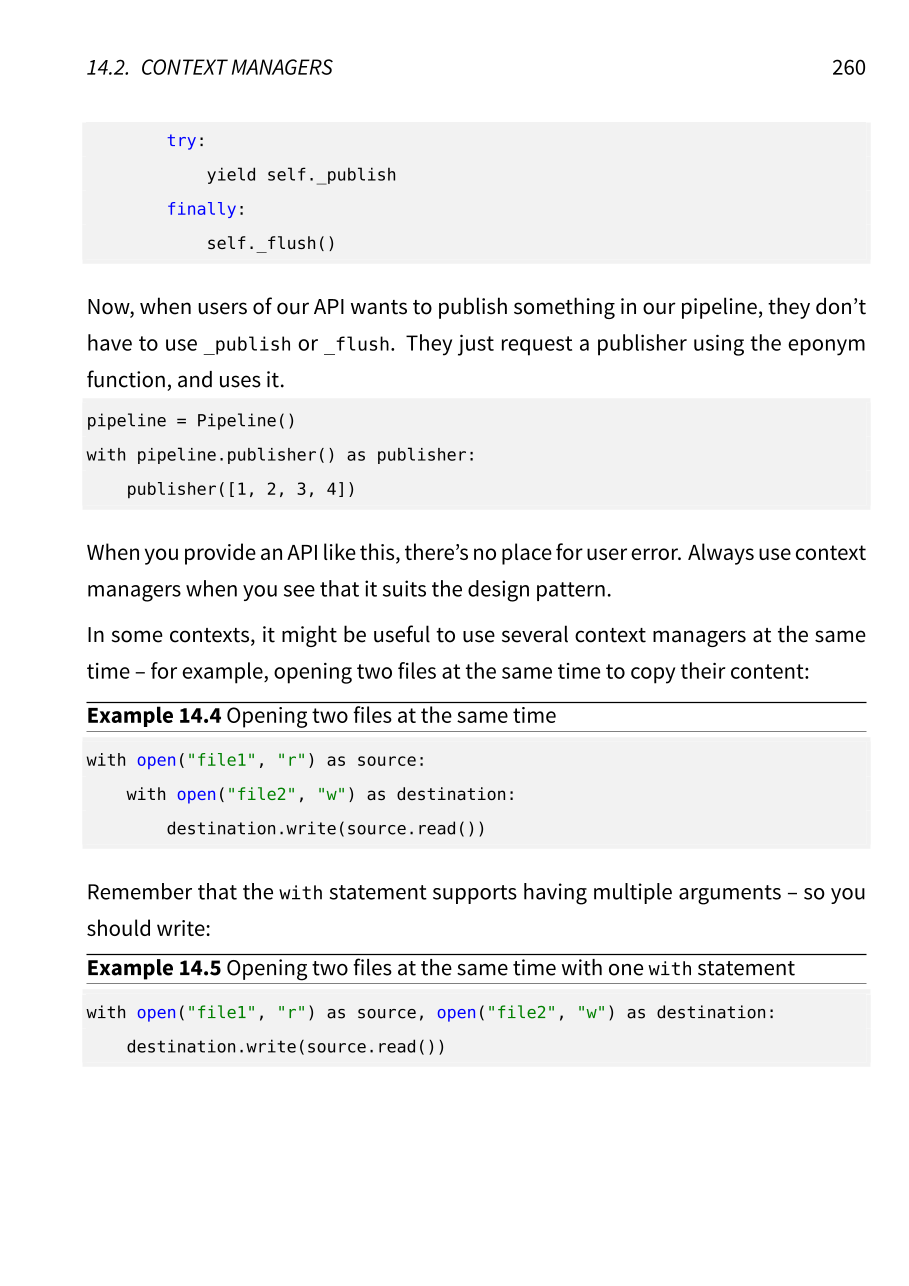 14.2. CONTEXT MANAGERS 260
try:
yield self._publish
finally:
self._flush()
Now, when users of our API wants to publish something in our pipeline, they don’t
have to use _publish or _flush. They just request a publisher using the eponym
function, and uses it.
pipeline = Pipeline()
with pipeline.publisher() as publisher:
publisher([1, 2, 3, 4])
When you provide an API like this, there’s no place for user error. Always use context
managers when you see that it suits the design pattern.
In some contexts, it might be useful to use several context managers at the same
time – for example, opening two files at the same time to copy their content:
Example 14.4 Opening two files at the same time
with open("file1", "r") as source:
with open("file2", "w") as destination:
destination.write(source.read())
Remember that the with statement supports having multiple arguments – so you
should write:
Example 14.5 Opening two files at the same time with one with statement
with open("file1", "r") as source, open("file2", "w") as destination:
destination.write(source.read())